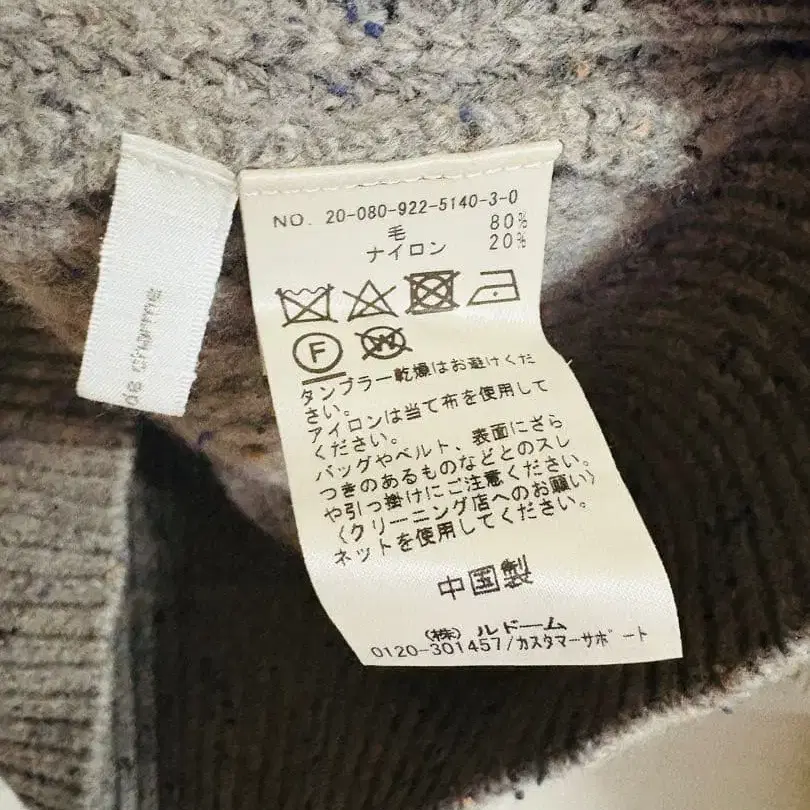 NO. 20-080-922-5140-3-0
毛 80%
ナイロン 20%
F
W
タンブラー乾燥はお避けくだ
さい。
アイロンは当て布を使用して
ください。
バッグやベルト、表面にざら
つきのあるものなどとのスレ
や引っ掛けにご注意ください。
〈クリーニング店へのお願い〉
ネットを使用してください。
中国製
(株) ルドーム
0120-301457/カスタマーサポート
de charme